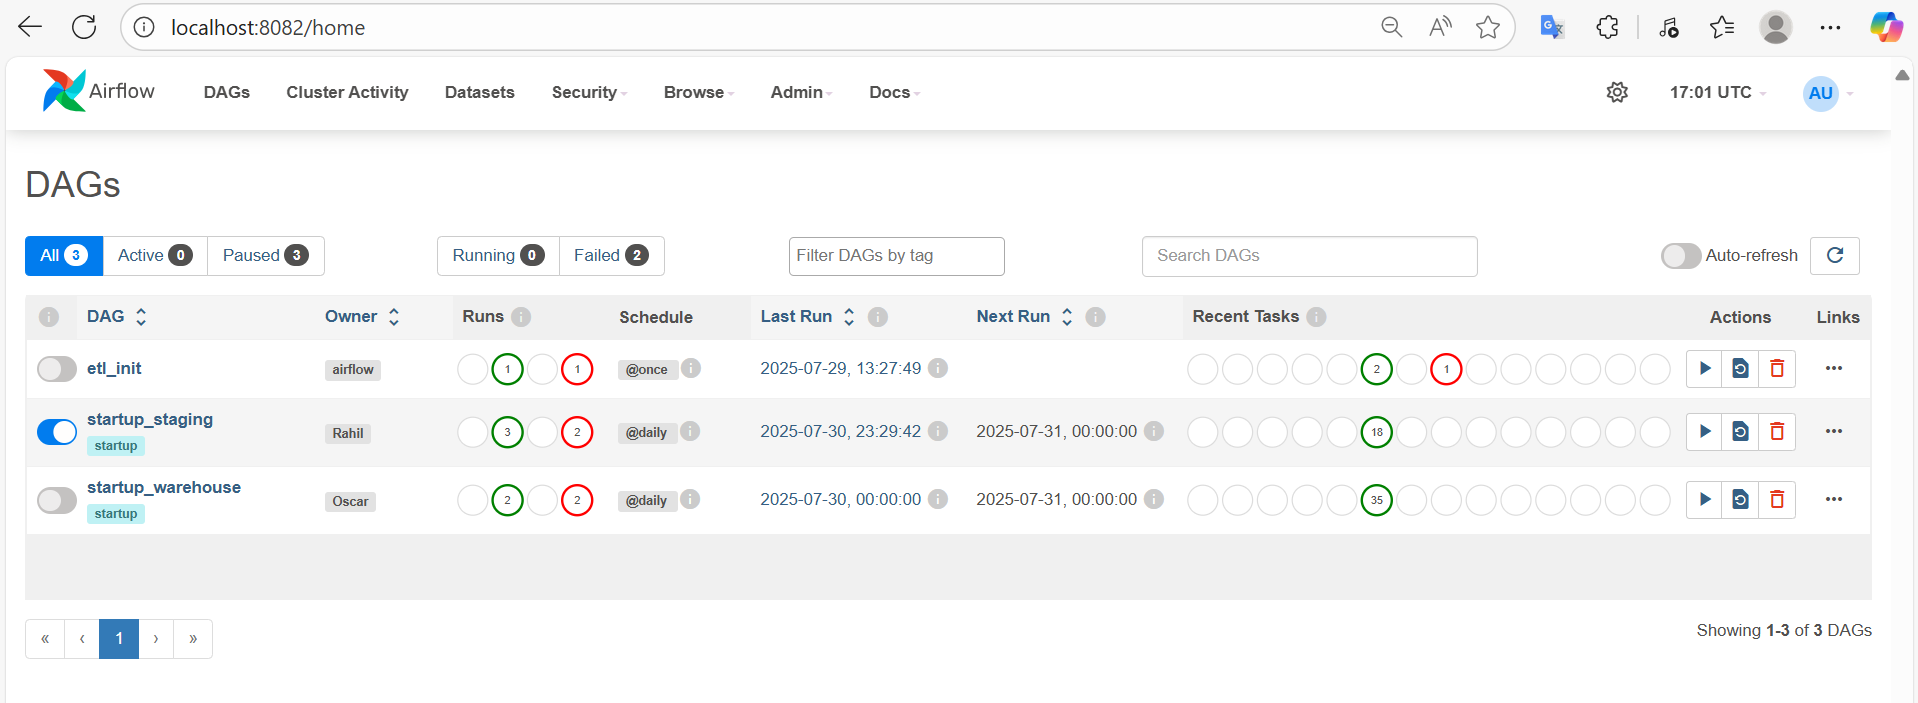 localhost:8082/home
Airflow DAGs Cluster Activity Datasets Security Browse Admin Docs 17:01 UTC AU
DAGs
All 3 Active 0 Paused 3 Running 0 Failed 2 Filter DAGs by tag Search DAGs Auto-refresh
DAG Owner Runs Schedule Last Run Next Run Recent Tasks Actions Links
etl_init airflow 1 1 @once 2025-07-29, 13:27:49 2 1
startup_staging Rahil 3 2 @daily 2025-07-30, 23:29:42 2025-07-31, 00:00:00 18
startup
startup_warehouse Oscar 2 2 @daily 2025-07-30, 00:00:00 2025-07-31, 00:00:00 35
startup
« ‹ 1 › »
Showing 1-3 of 3 DAGs